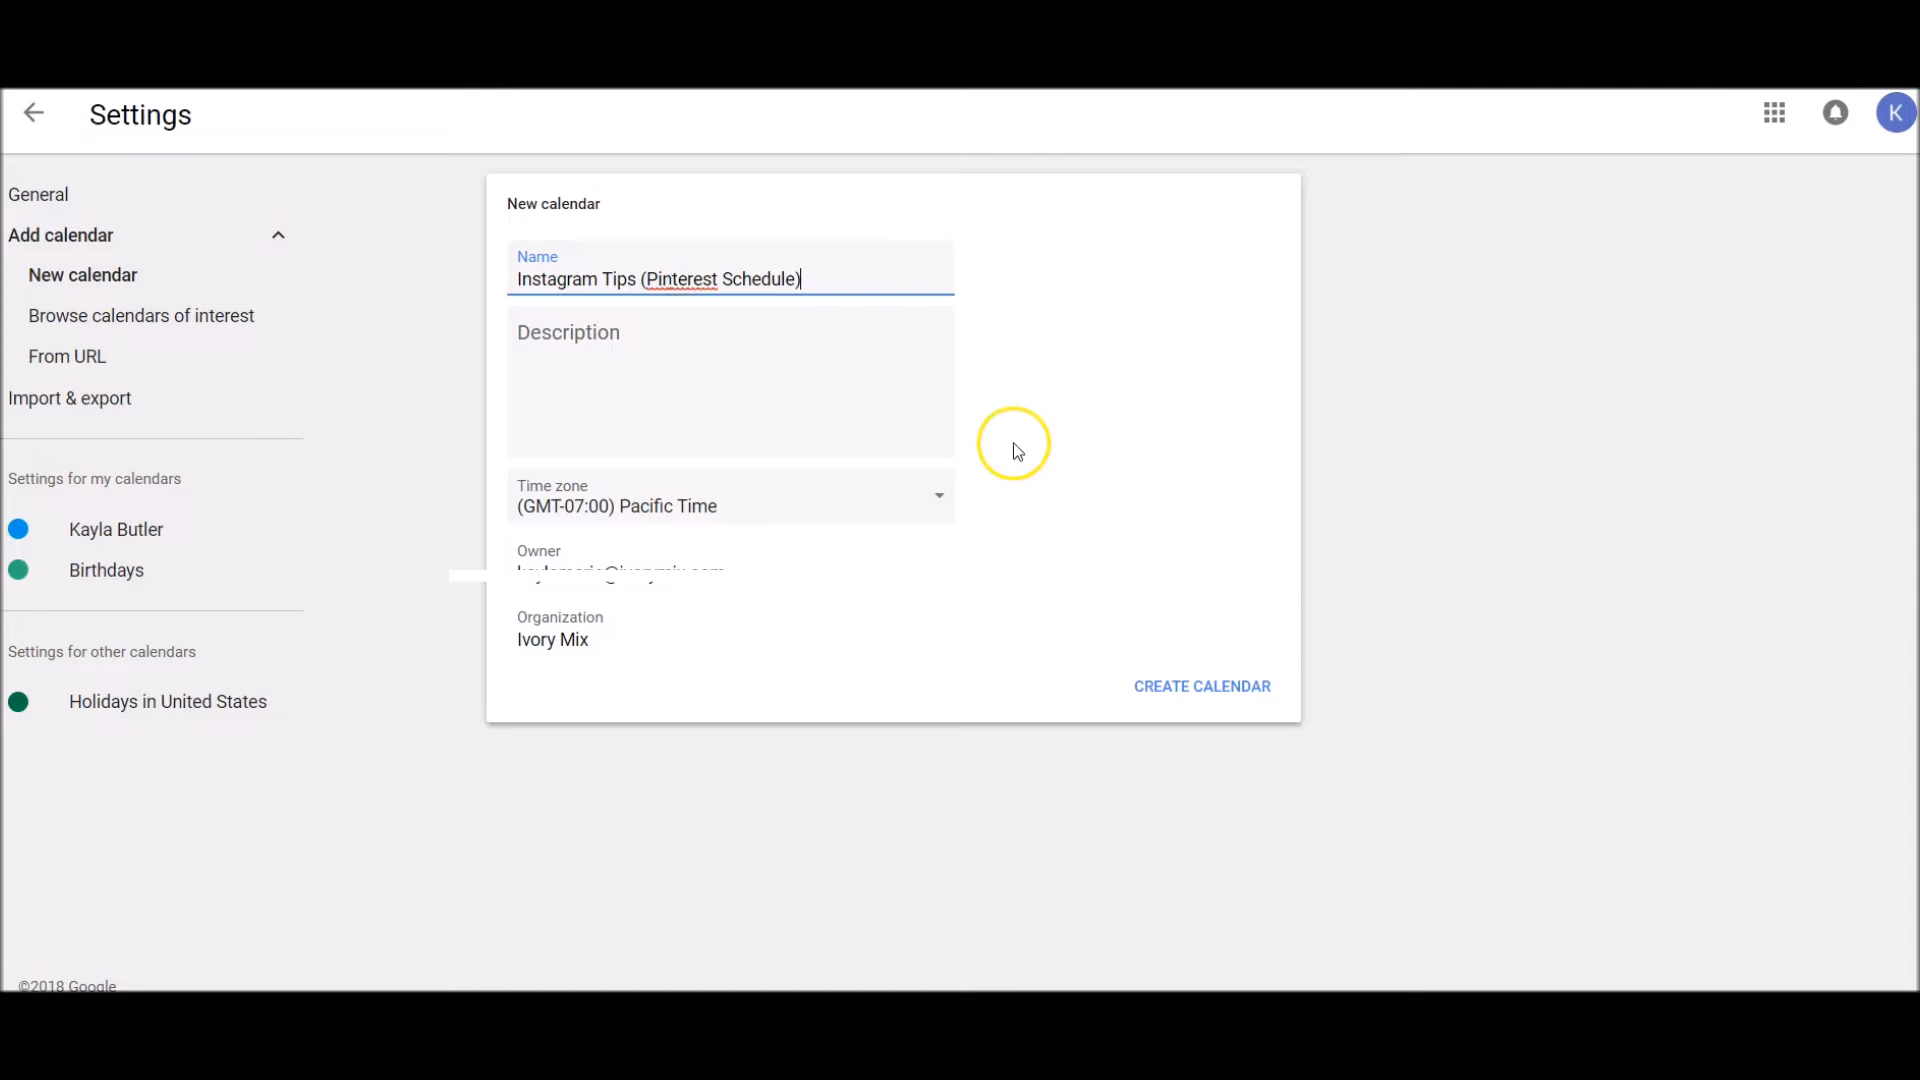 Settings
K
General
Add calendar
New calendar
Browse calendars of interest
From URL
Import & export
Settings for my calendars
Kayla Butler
Birthdays
Settings for other calendars
Holidays in United States
©2018 Google
New calendar
Name
Instagram Tips (Pinterest Schedule)
Description
Time zone
(GMT-07:00) Pacific Time
Owner
Organization
Ivory Mix
CREATE CALENDAR